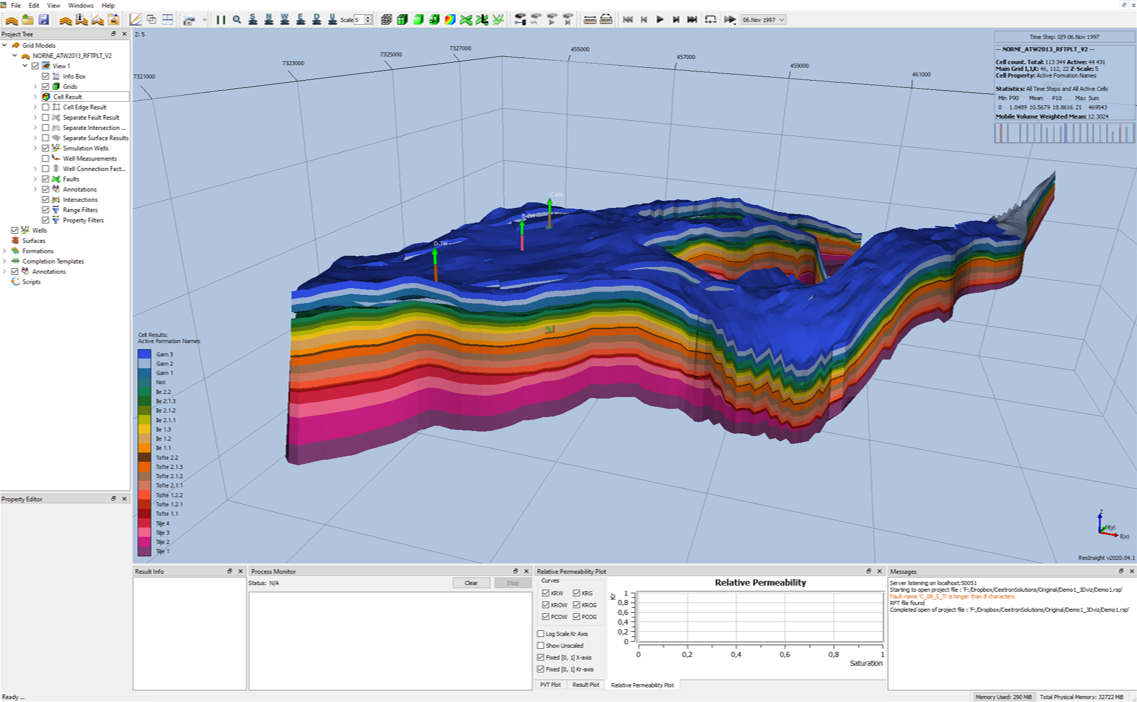 File Edit View Windows Help
Scale 5
06.Nov 1997
Project Tree
Grid Models
NORNE_ATW2013_RFTPLT_V2
View 1
Info Box
Grids
Cell Result
Cell Edge Result
Separate Fault Result
Separate Intersection ...
Separate Surface Results
Simulation Wells
Well Measurements
Well Connection Fact...
Faults
Annotations
Intersections
Range Filters
Property Filters
Wells
Surfaces
Formations
Completion Templates
Annotations
Scripts
Property Editor
Z: 5
7321000
7323000
7325000
7327000
455000
457000
459000
461000
Time Step: 0/9 06.Nov 1997
-- NORNE_ATW2013_RFTPLT_V2 --
Cell count. Total: 113 344 Active: 44 431
Main Grid I,J,K: 46, 112, 22 Z-Scale: 5
Cell Property: Active Formation Names
Statistics: All Time Steps and All Active Cells
Min P90 Mean P10 Max Sum
0 1.0489 10.5679 18.8616 21 469543
Mobile Volume Weighted Mean: 12.3024
Cell Results:
Active Formation Names
Garn 3
Garn 2
Garn 1
Not
Ile 2.2
Ile 2.1.3
Ile 2.1.2
Ile 2.1.1
Ile 1.3
Ile 1.2
Ile 1.1
Tofte 2.2
Tofte 2.1.3
Tofte 2.1.2
Tofte 2.1.1
Tofte 1.2.2
Tofte 1.2.1
Tofte 1.1
Tilje 4
Tilje 3
Tilje 2
Tilje 1
Z
N(y)
E(x)
ResInsight v2020.04.1
Result Info
Process Monitor
Status: N/A
Clear
Stop
Relative Permeability Plot
Curves
KRW KRG
KROW KROG
PCOW PCOG
Log Scale Kr Axis
Show Unscaled
Fixed [0, 1] X-axis
Fixed [0, 1] Kr-axis
Relative Permeability
Kr
1
0,8
0,6
0,4
0,2
0
0 0,2 0,4 0,6 0,8 1
Saturation
PVT Plot Result Plot Relative Permeability Plot
Messages
Server listening on localhost:50051
Starting to open project file : 'F:/Dropbox/CeetronSolutions/Original/Demo1_3Dviz/Demo1.rsp'
Fault name 'C_08_S_Ti' is longer than 8 characters
RFT file found
Completed open of project file : 'F:/Dropbox/CeetronSolutions/Original/Demo1_3Dviz/Demo1.rsp'
Ready ...
Memory Used: 290 MiB Total Physical Memory: 32722 MiB